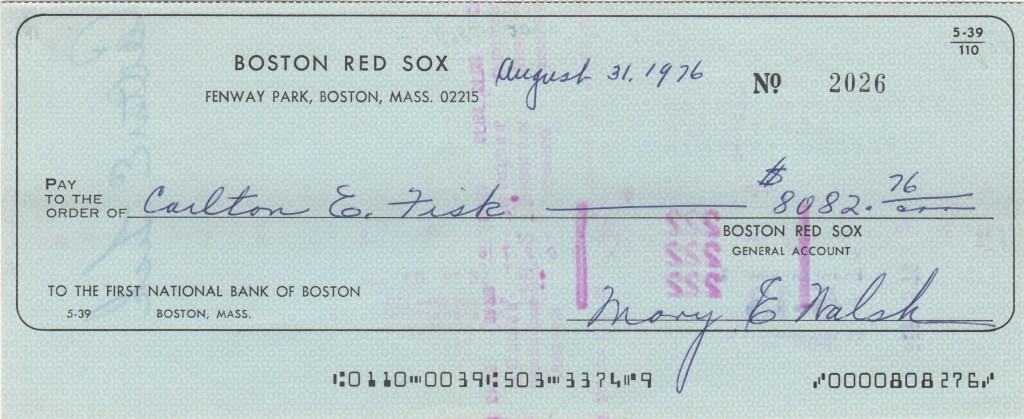 5-39
110
BOSTON RED SOX August 31, 1976 No 2026
FENWAY PARK, BOSTON, MASS. 02215
PAY
TO THE
ORDER OF Carlton E. Fisk $8082.76
BOSTON RED SOX
GENERAL ACCOUNT
TO THE FIRST NATIONAL BANK OF BOSTON
5-39 BOSTON, MASS.
Mary E Walsh
⑆0110⑉0039⑆503⑉3374⑈9 ⑇0000808276⑇